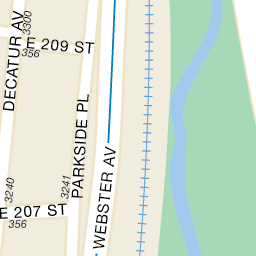 DECATUR AV
3300
E 209 ST
356
PARKSIDE PL
WEBSTER AV
3240
3241
E 207 ST
356